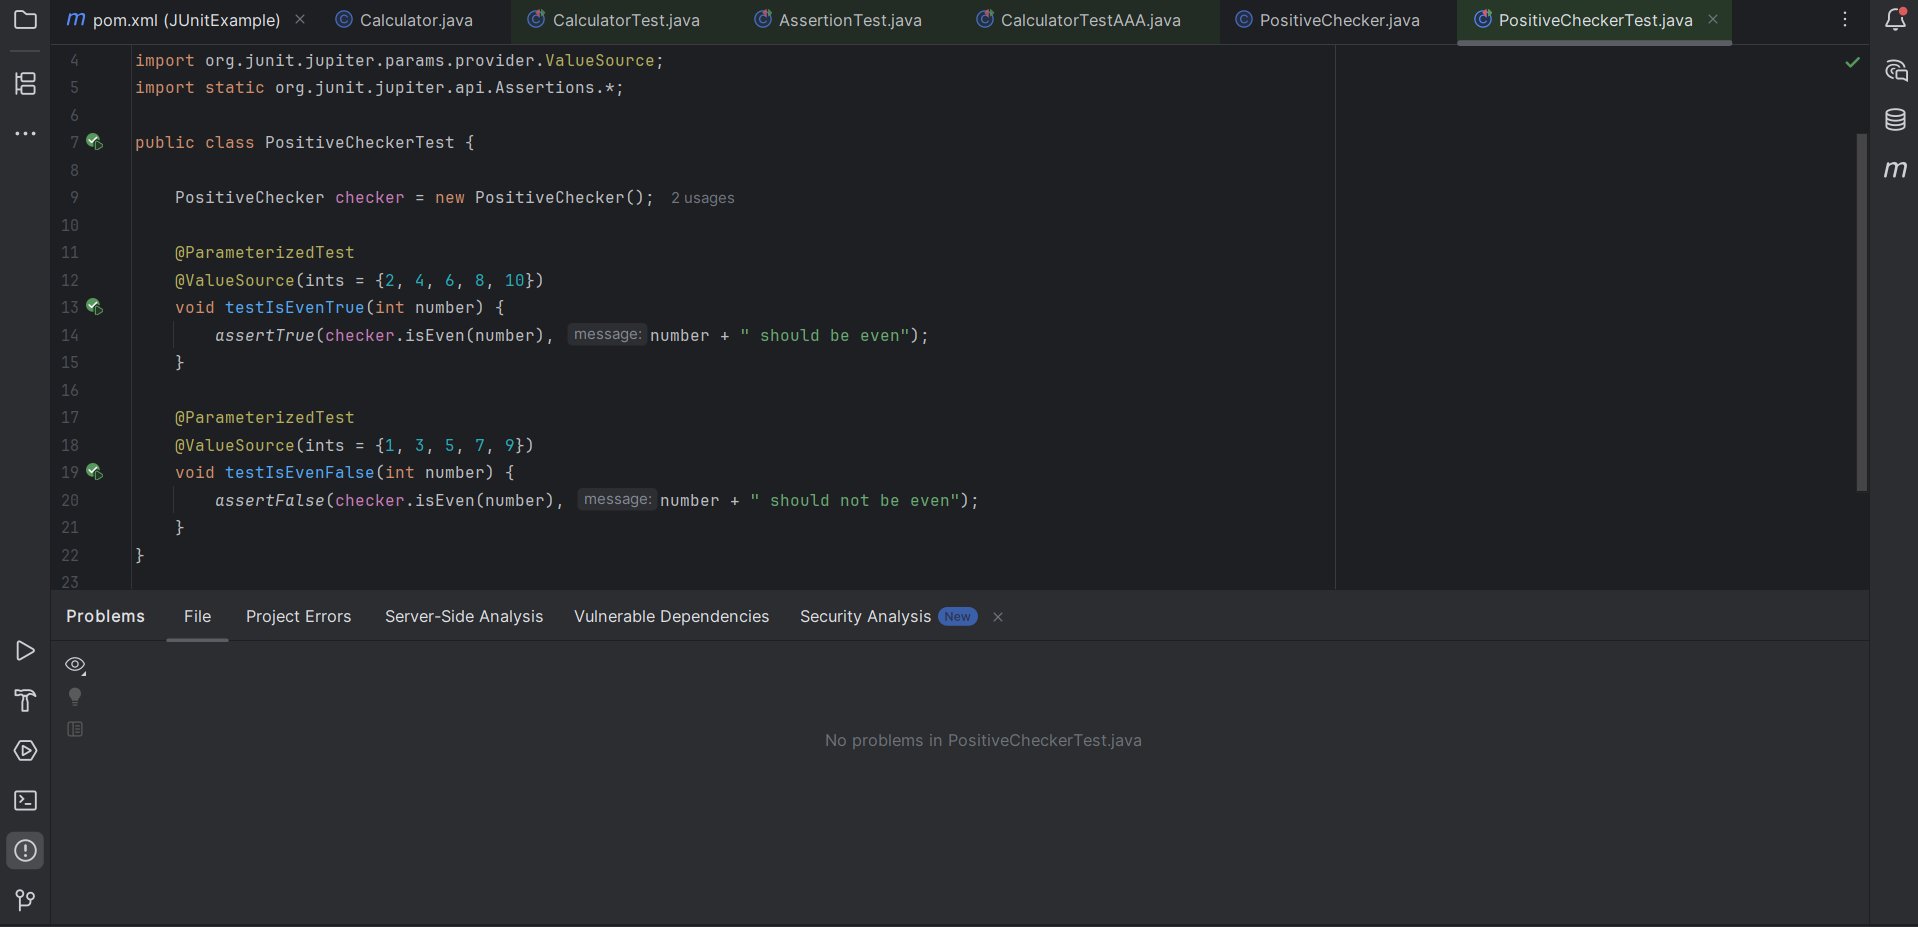 m pom.xml (JUnitExample) Calculator.java CalculatorTest.java AssertionTest.java CalculatorTestAAA.java PositiveChecker.java PositiveCheckerTest.java
4 import org.junit.jupiter.params.provider.ValueSource;
5 import static org.junit.jupiter.api.Assertions.*;
6
7 public class PositiveCheckerTest {
8
9 PositiveChecker checker = new PositiveChecker(); 2 usages
10
11 @ParameterizedTest
12 @ValueSource(ints = {2, 4, 6, 8, 10})
13 void testIsEvenTrue(int number) {
14 assertTrue(checker.isEven(number), message: number + " should be even");
15 }
16
17 @ParameterizedTest
18 @ValueSource(ints = {1, 3, 5, 7, 9})
19 void testIsEvenFalse(int number) {
20 assertFalse(checker.isEven(number), message: number + " should not be even");
21 }
22 }
23
m
Problems File Project Errors Server-Side Analysis Vulnerable Dependencies Security Analysis New
No problems in PositiveCheckerTest.java